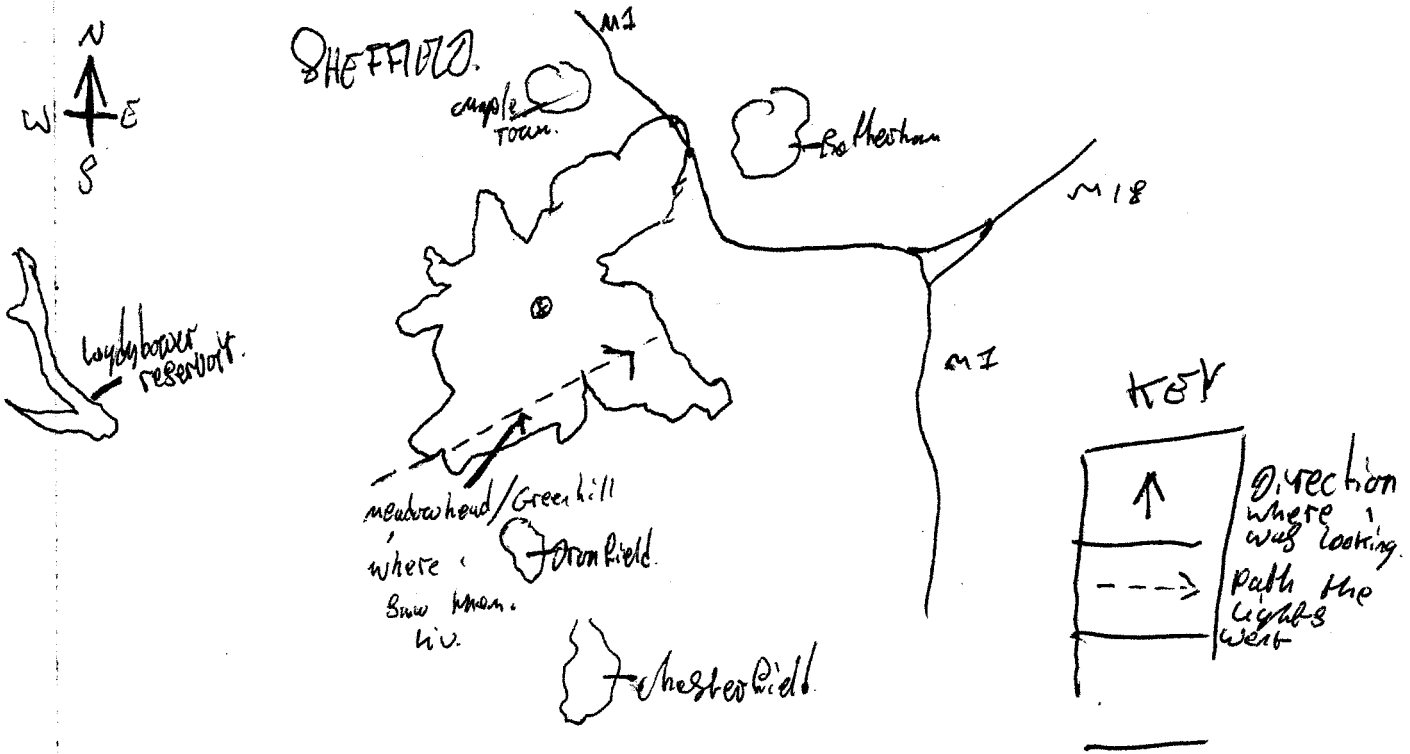 N
W E
S
SHEFFIELD.
M1
Town.
Rotherham
M18
reservoir.
M1
KEY
Direction
where i
was looking.
Path the
lights
went
Meadowhead/Greenhill
where i
saw them.
Dronfield.
Chesterfield.